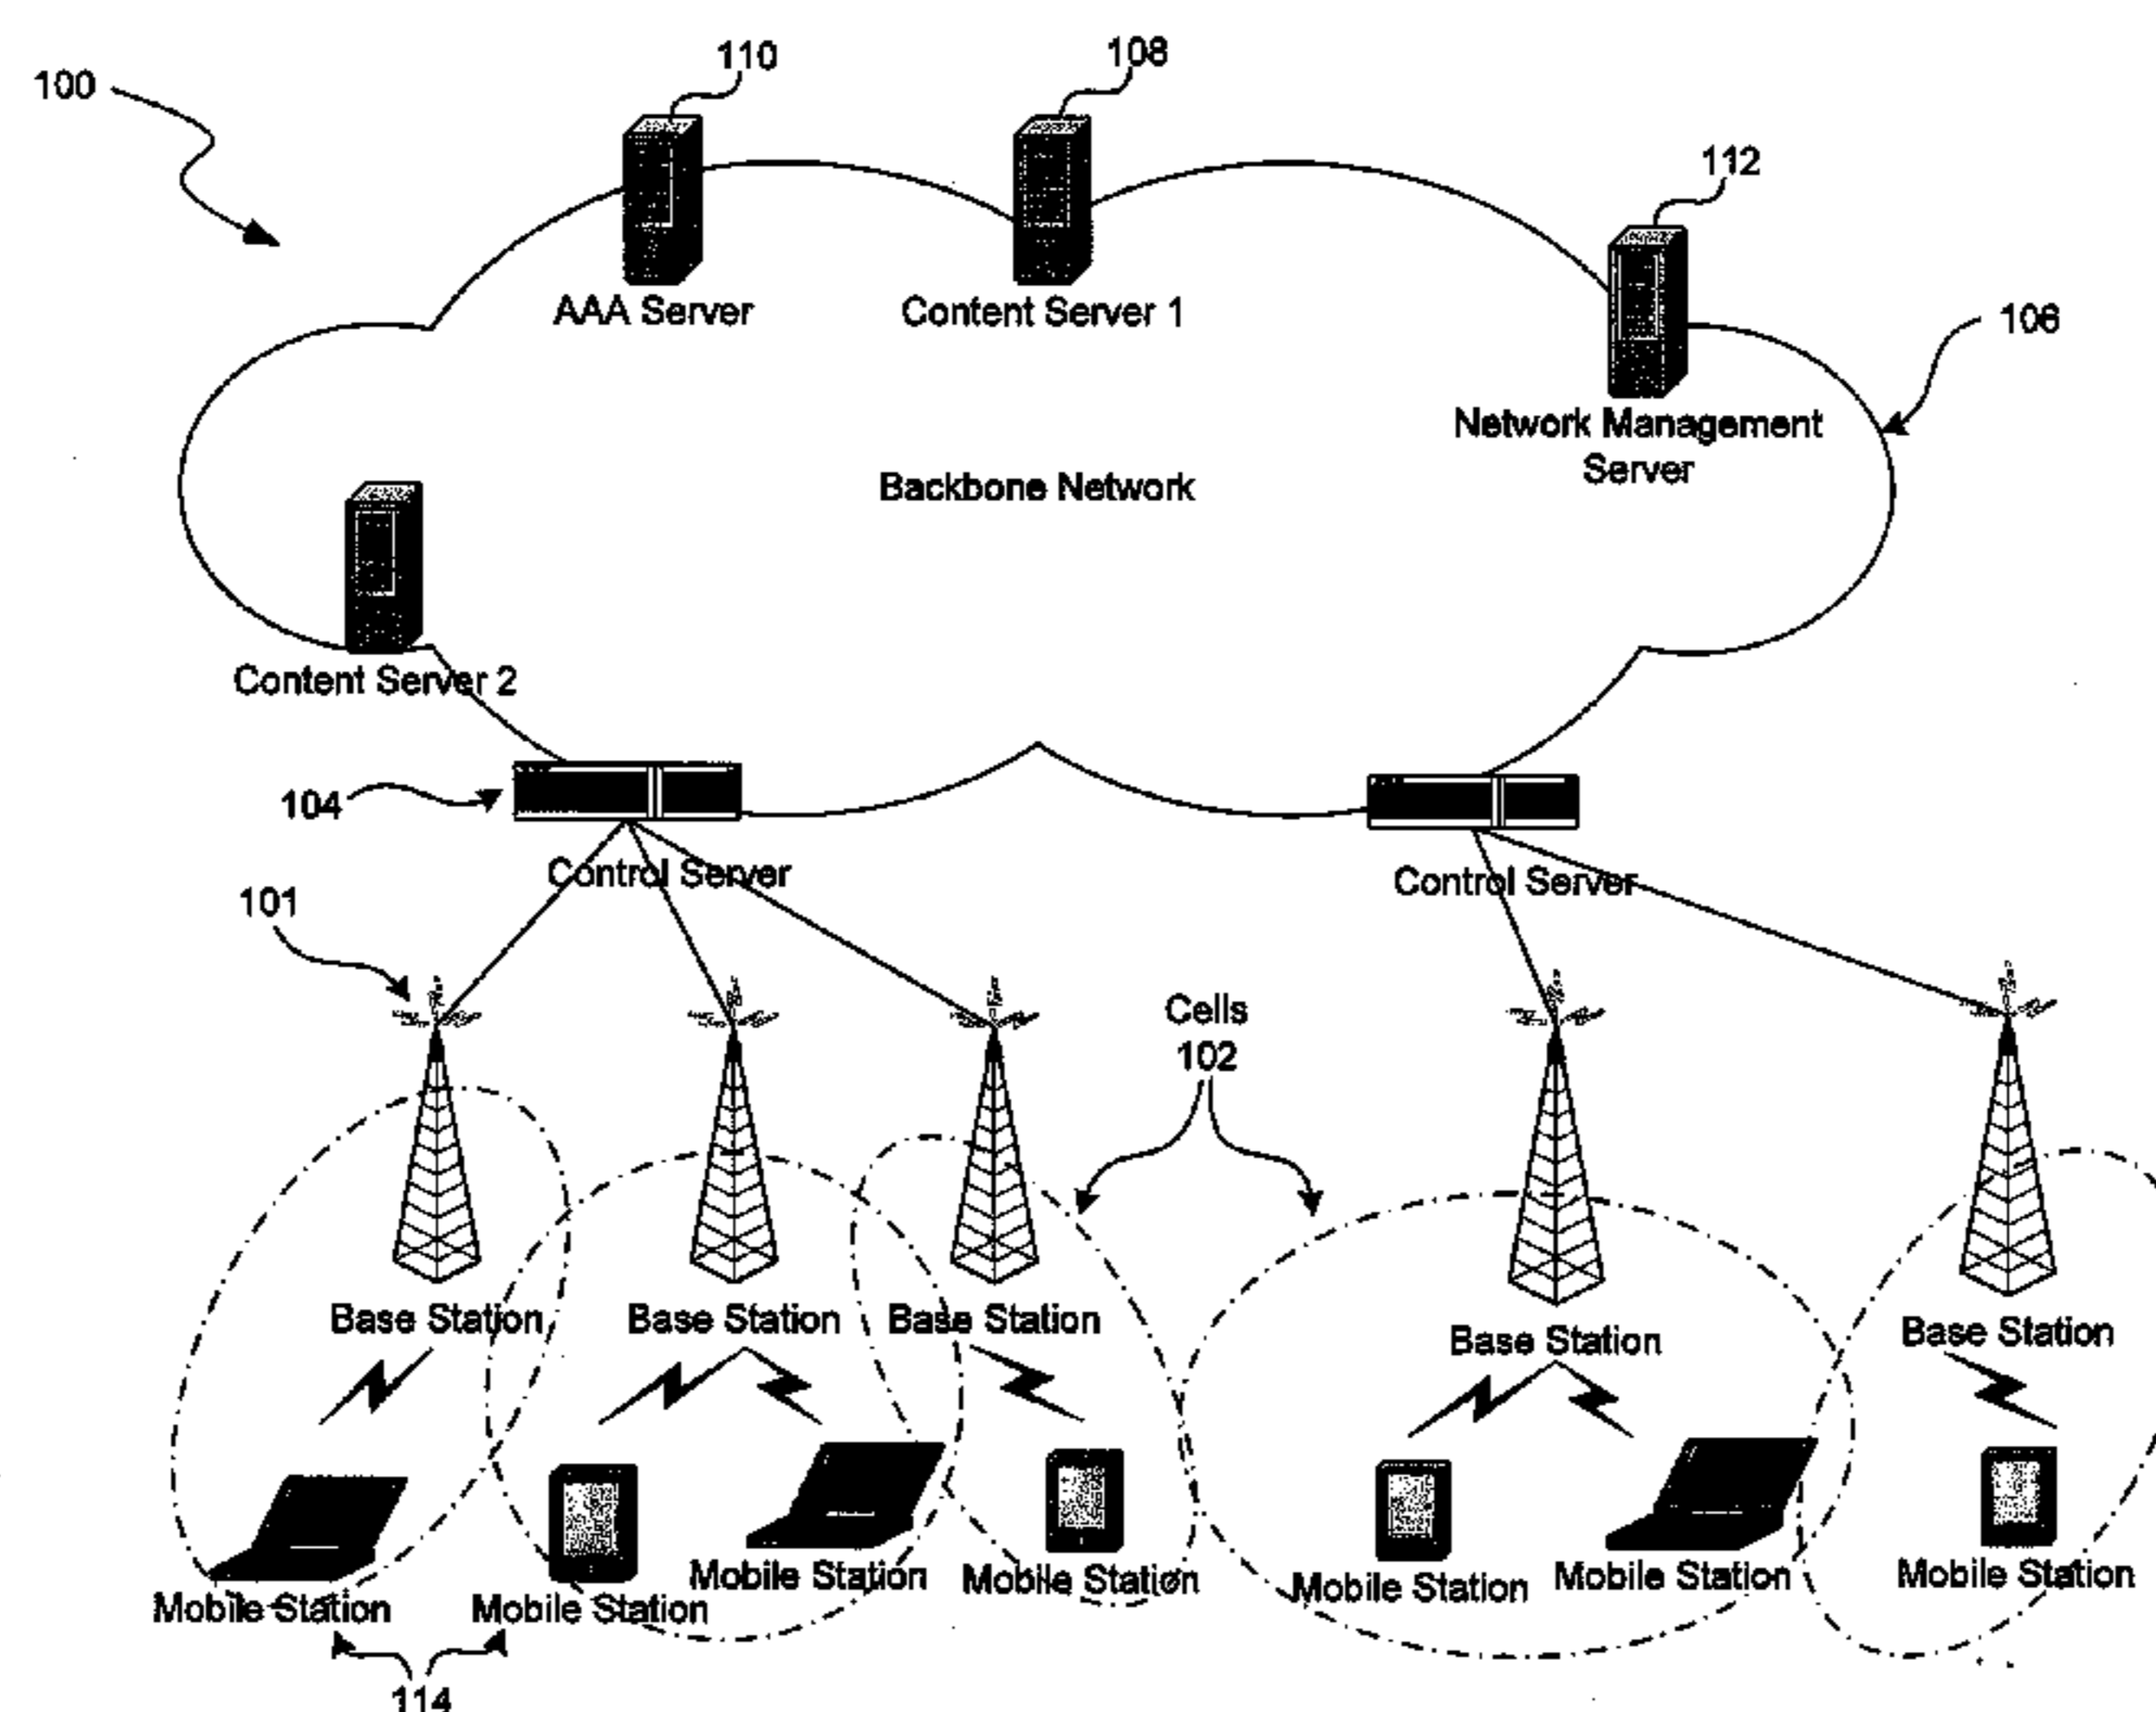 110
108
100
112
AAA Server
Content Server 1
106
Network Management
Server
Backbone Network
Content Server 2
104
Control Server
Control Server
101
Cells
102
Base Station
Base Station
Base Station
Base Station
Base Station
Mobile Station
Mobile Station
Mobile Station
Mobile Station
Mobile Station
Mobile Station
Mobile Station
114